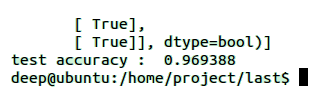 [ True],
[ True]], dtype=bool)]
test accuracy :  0.969388
deep@ubuntu:/home/project/last$